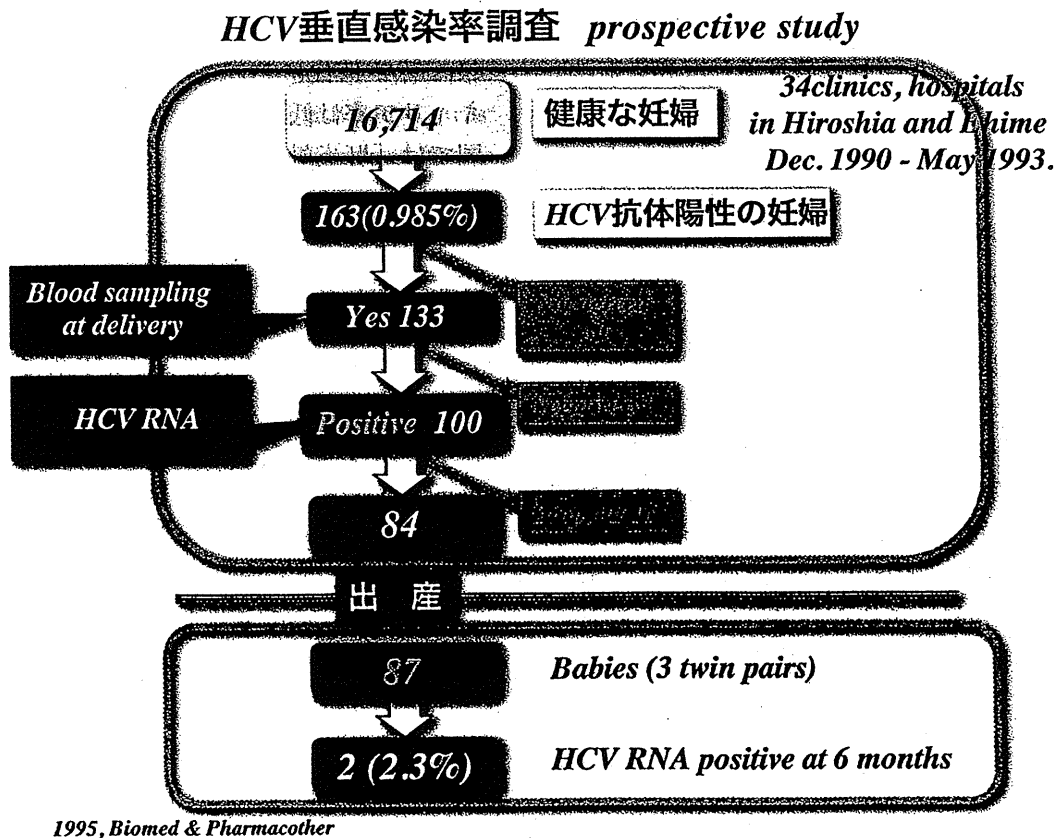 HCV垂直感染率調査 prospective study
34clinics, hospitals
in Hiroshia and Ehime
Dec. 1990 - May 1993.
16,714
健康な妊婦
163(0.985%)
HCV抗体陽性の妊婦
Blood sampling
at delivery
Yes 133
HCV RNA
Positive 100
84
出 産
87
Babies (3 twin pairs)
2 (2.3%)
HCV RNA positive at 6 months
1995, Biomed & Pharmacother